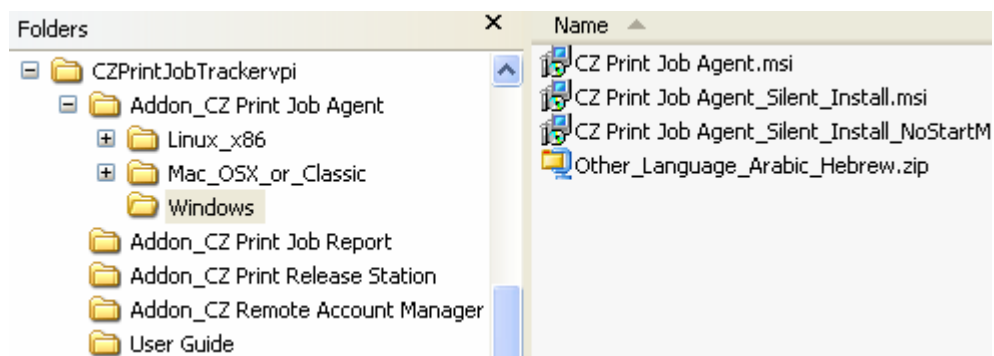 Folders
CZPrintJobTrackervpi
Addon_CZ Print Job Agent
Linux_x86
Mac_OSX_or_Classic
Windows
Addon_CZ Print Job Report
Addon_CZ Print Release Station
Addon_CZ Remote Account Manager
User Guide
Name
CZ Print Job Agent.msi
CZ Print Job Agent_Silent_Install.msi
CZ Print Job Agent_Silent_Install_NoStartM
Other_Language_Arabic_Hebrew.zip